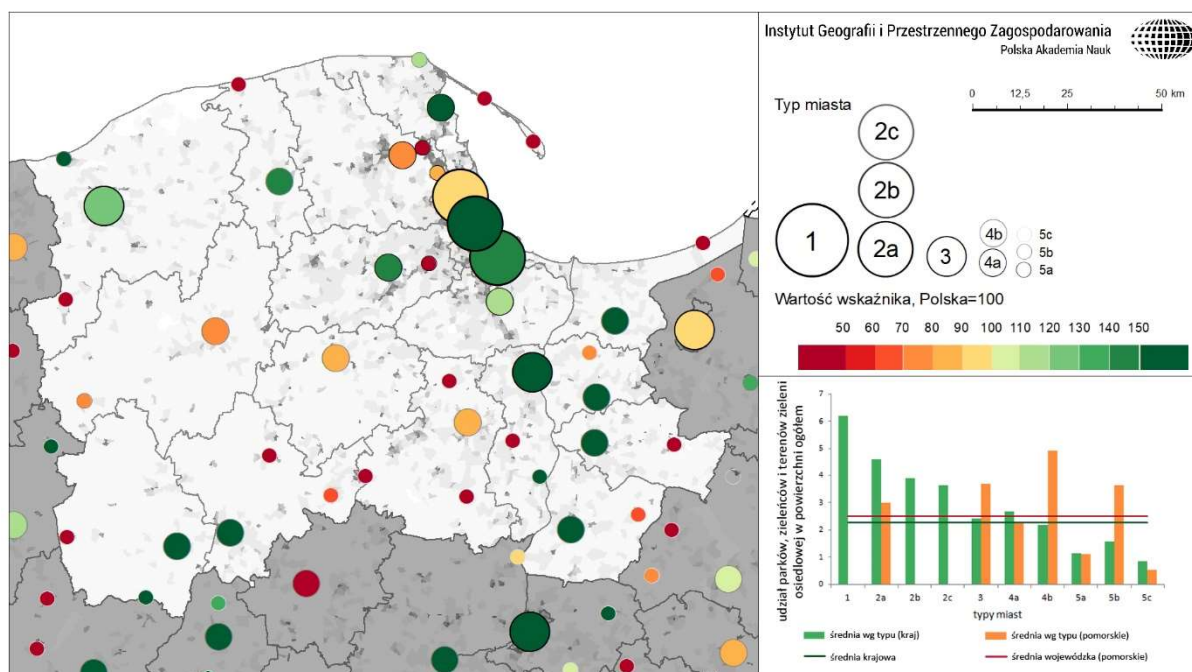 Instytut Geografii i Przestrzennego Zagospodarowania
Polska Akademia Nauk
0 12,5 25 50 km
Typ miasta
2c
2b
1
2a
3
4b
4a
5c
5b
5a
Wartość wskaźnika, Polska=100
50 60 70 80 90 100 110 120 130 140 150
udział parków, zieleńców i terenów zieleni
osiedlowej w powierzchni ogółem
7
6
5
4
3
2
1
0
1 2a 2b 2c 3 4a 4b 5a 5b 5c
typy miast
średnia wg typu (kraj)
średnia wg typu (pomorskie)
średnia krajowa
średnia wojewódzka (pomorskie)